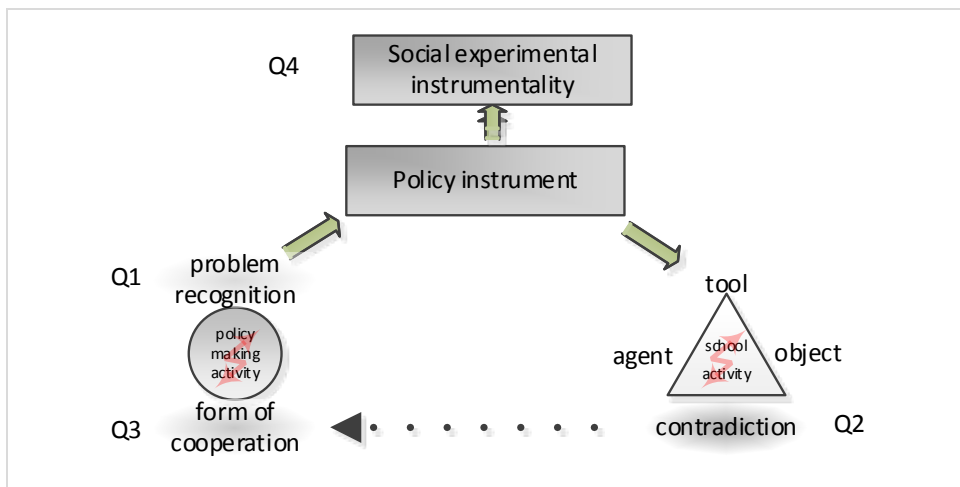 Q4
Social experimental
instrumentality
Policy instrument
Q1
problem
recognition
policy
making
activity
Q3
form of
cooperation
tool
agent
school
activity
object
contradiction
Q2